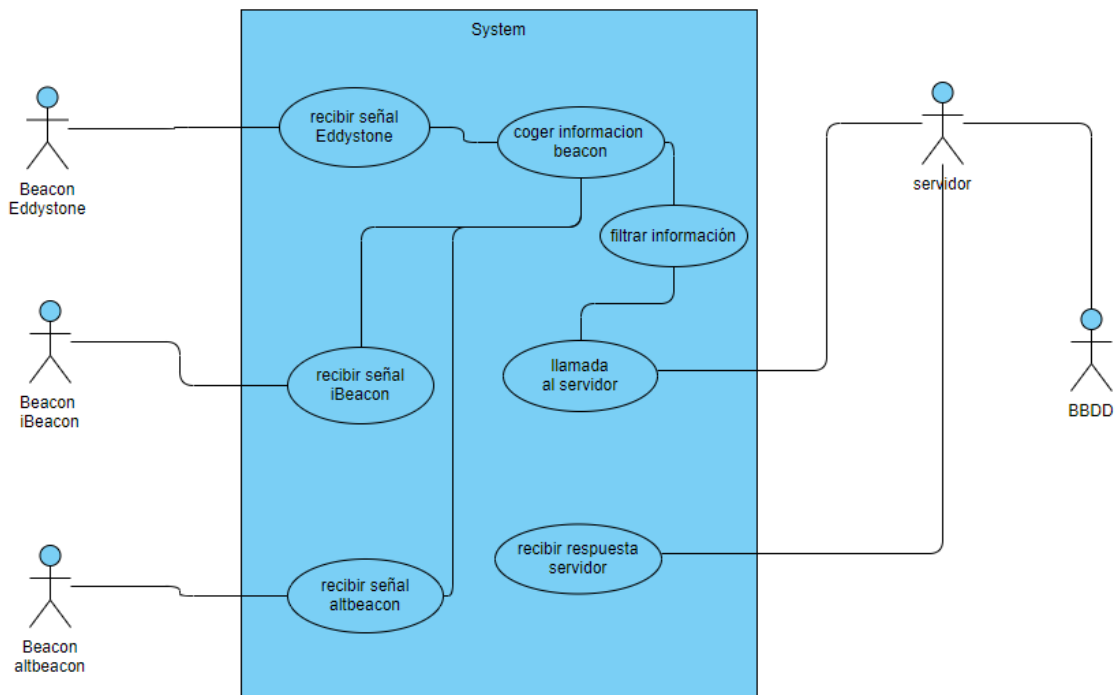 System
recibir señal
Eddystone
coger informacion
beacon
Beacon
Eddystone
servidor
filtrar información
recibir señal
iBeacon
llamada
al servidor
Beacon
iBeacon
BBDD
recibir respuesta
servidor
recibir señal
altbeacon
Beacon
altbeacon